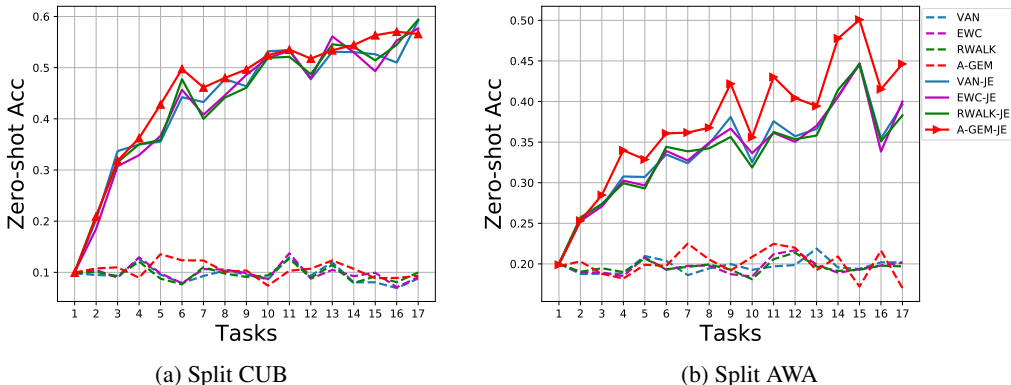 0.6
0.5
0.4
0.3
0.2
0.1
Zero-shot Acc
1 2 3 4 5 6 7 8 9 10 11 12 13 14 15 16 17
Tasks
(a) Split CUB
0.50
0.45
0.40
0.35
0.30
0.25
0.20
Zero-shot Acc
1 2 3 4 5 6 7 8 9 10 11 12 13 14 15 16 17
Tasks
(b) Split AWA
VAN
EWC
RWALK
A-GEM
VAN-JE
EWC-JE
RWALK-JE
A-GEM-JE